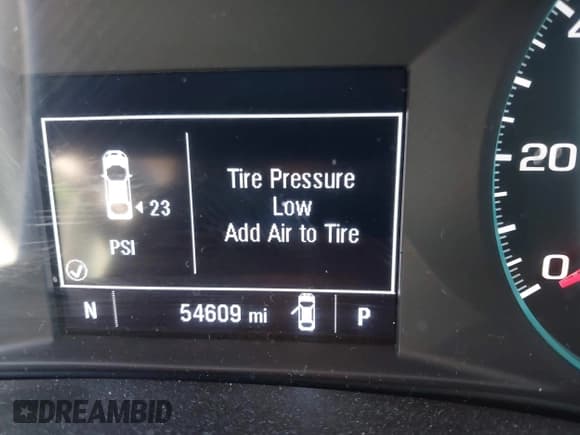 Tire Pressure
Low
Add Air to Tire
23
PSI
N 54609 mi P
20
0
DREAMBID